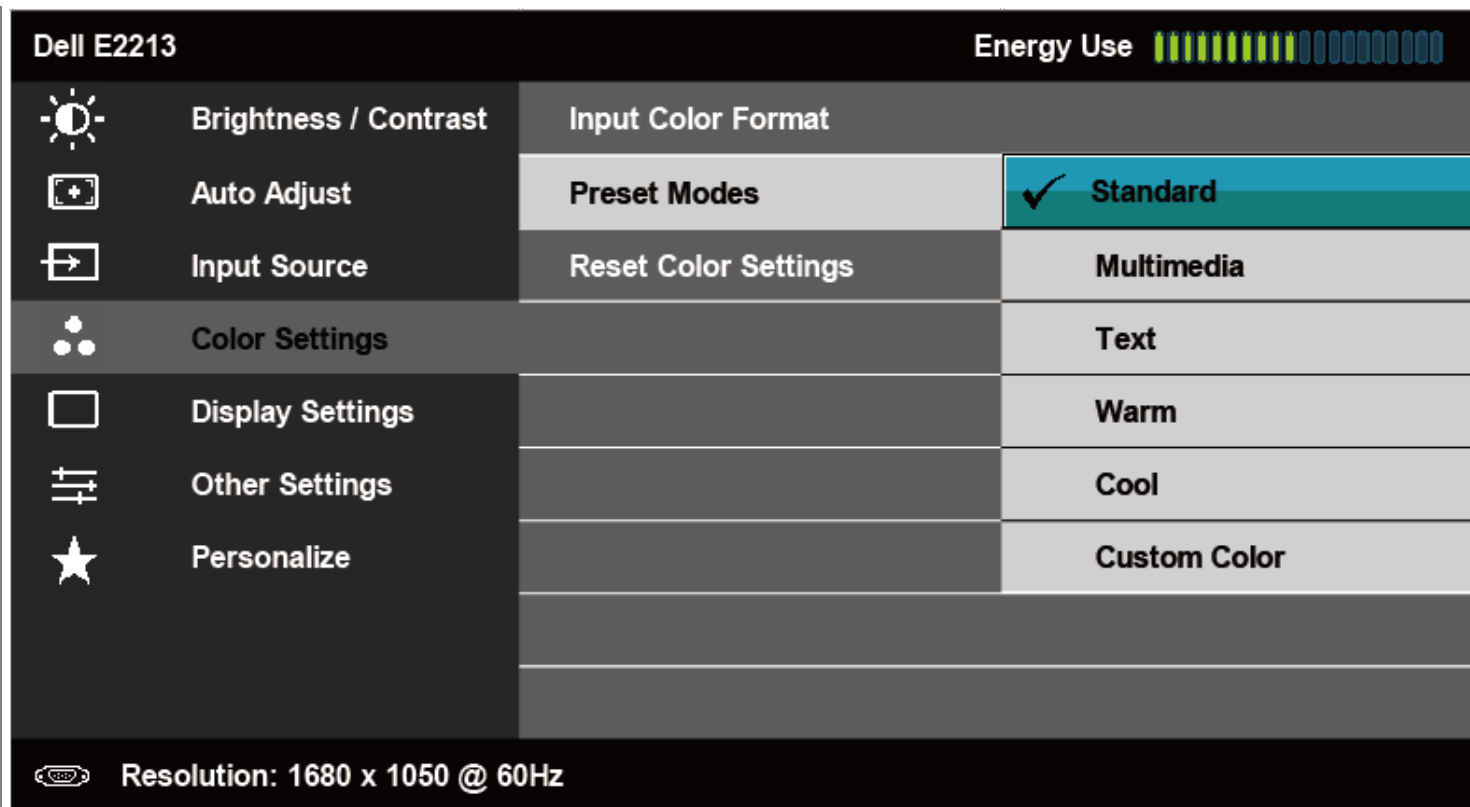 Dell E2213 Energy Use
Brightness / Contrast Input Color Format
Auto Adjust Preset Modes Standard
Input Source Reset Color Settings Multimedia
Color Settings Text
Display Settings Warm
Other Settings Cool
Personalize Custom Color
Resolution: 1680 x 1050 @ 60Hz